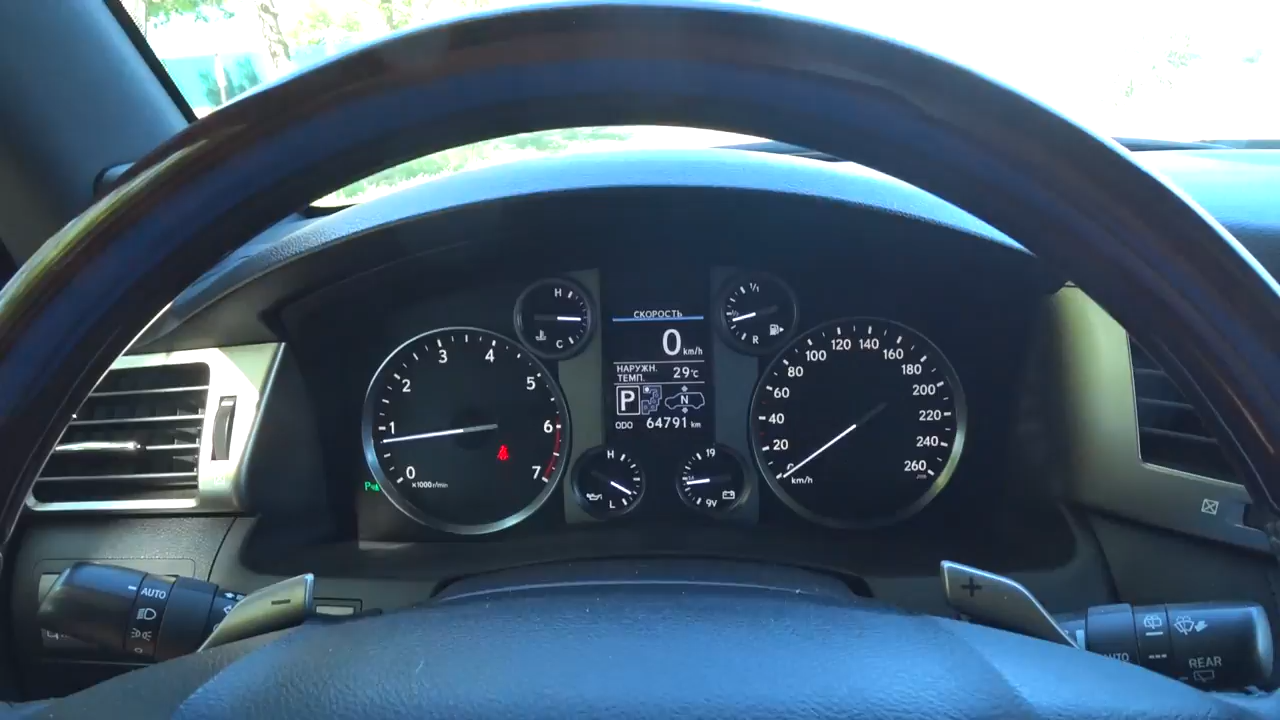 H
C
СКОРОСТЬ
0 km/h
НАРУЖН.
ТЕМП. 29℃
P N
ODO 64791 km
1/1
R
0 1 2 3 4 5 6 7
×1000r/min
P
0 20 40 60 80 100 120 140 160 180 200 220 240 260
km/h
H
L
19
9V
AUTO
−
+
AUTO
REAR